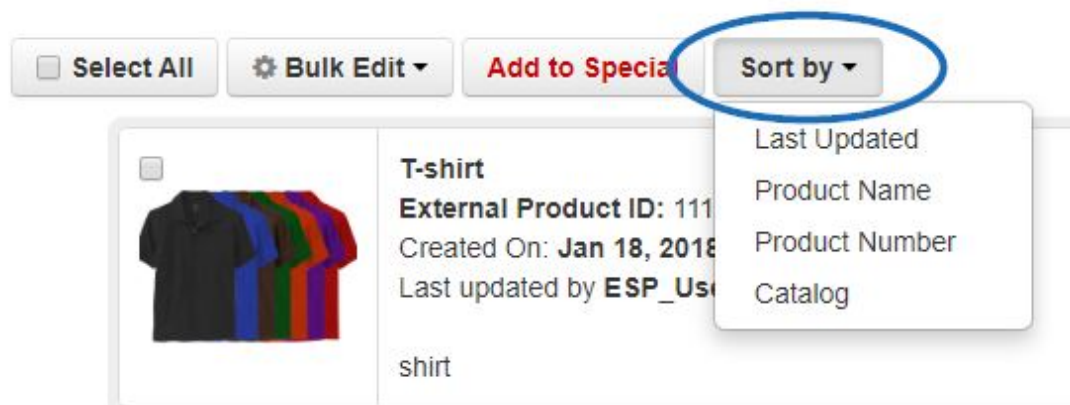 Select All
Bulk Edit
Add to Special
Sort by
Last Updated
Product Name
Product Number
Catalog
T-shirt
External Product ID: 111
Created On: Jan 18, 2018
Last updated by
shirt